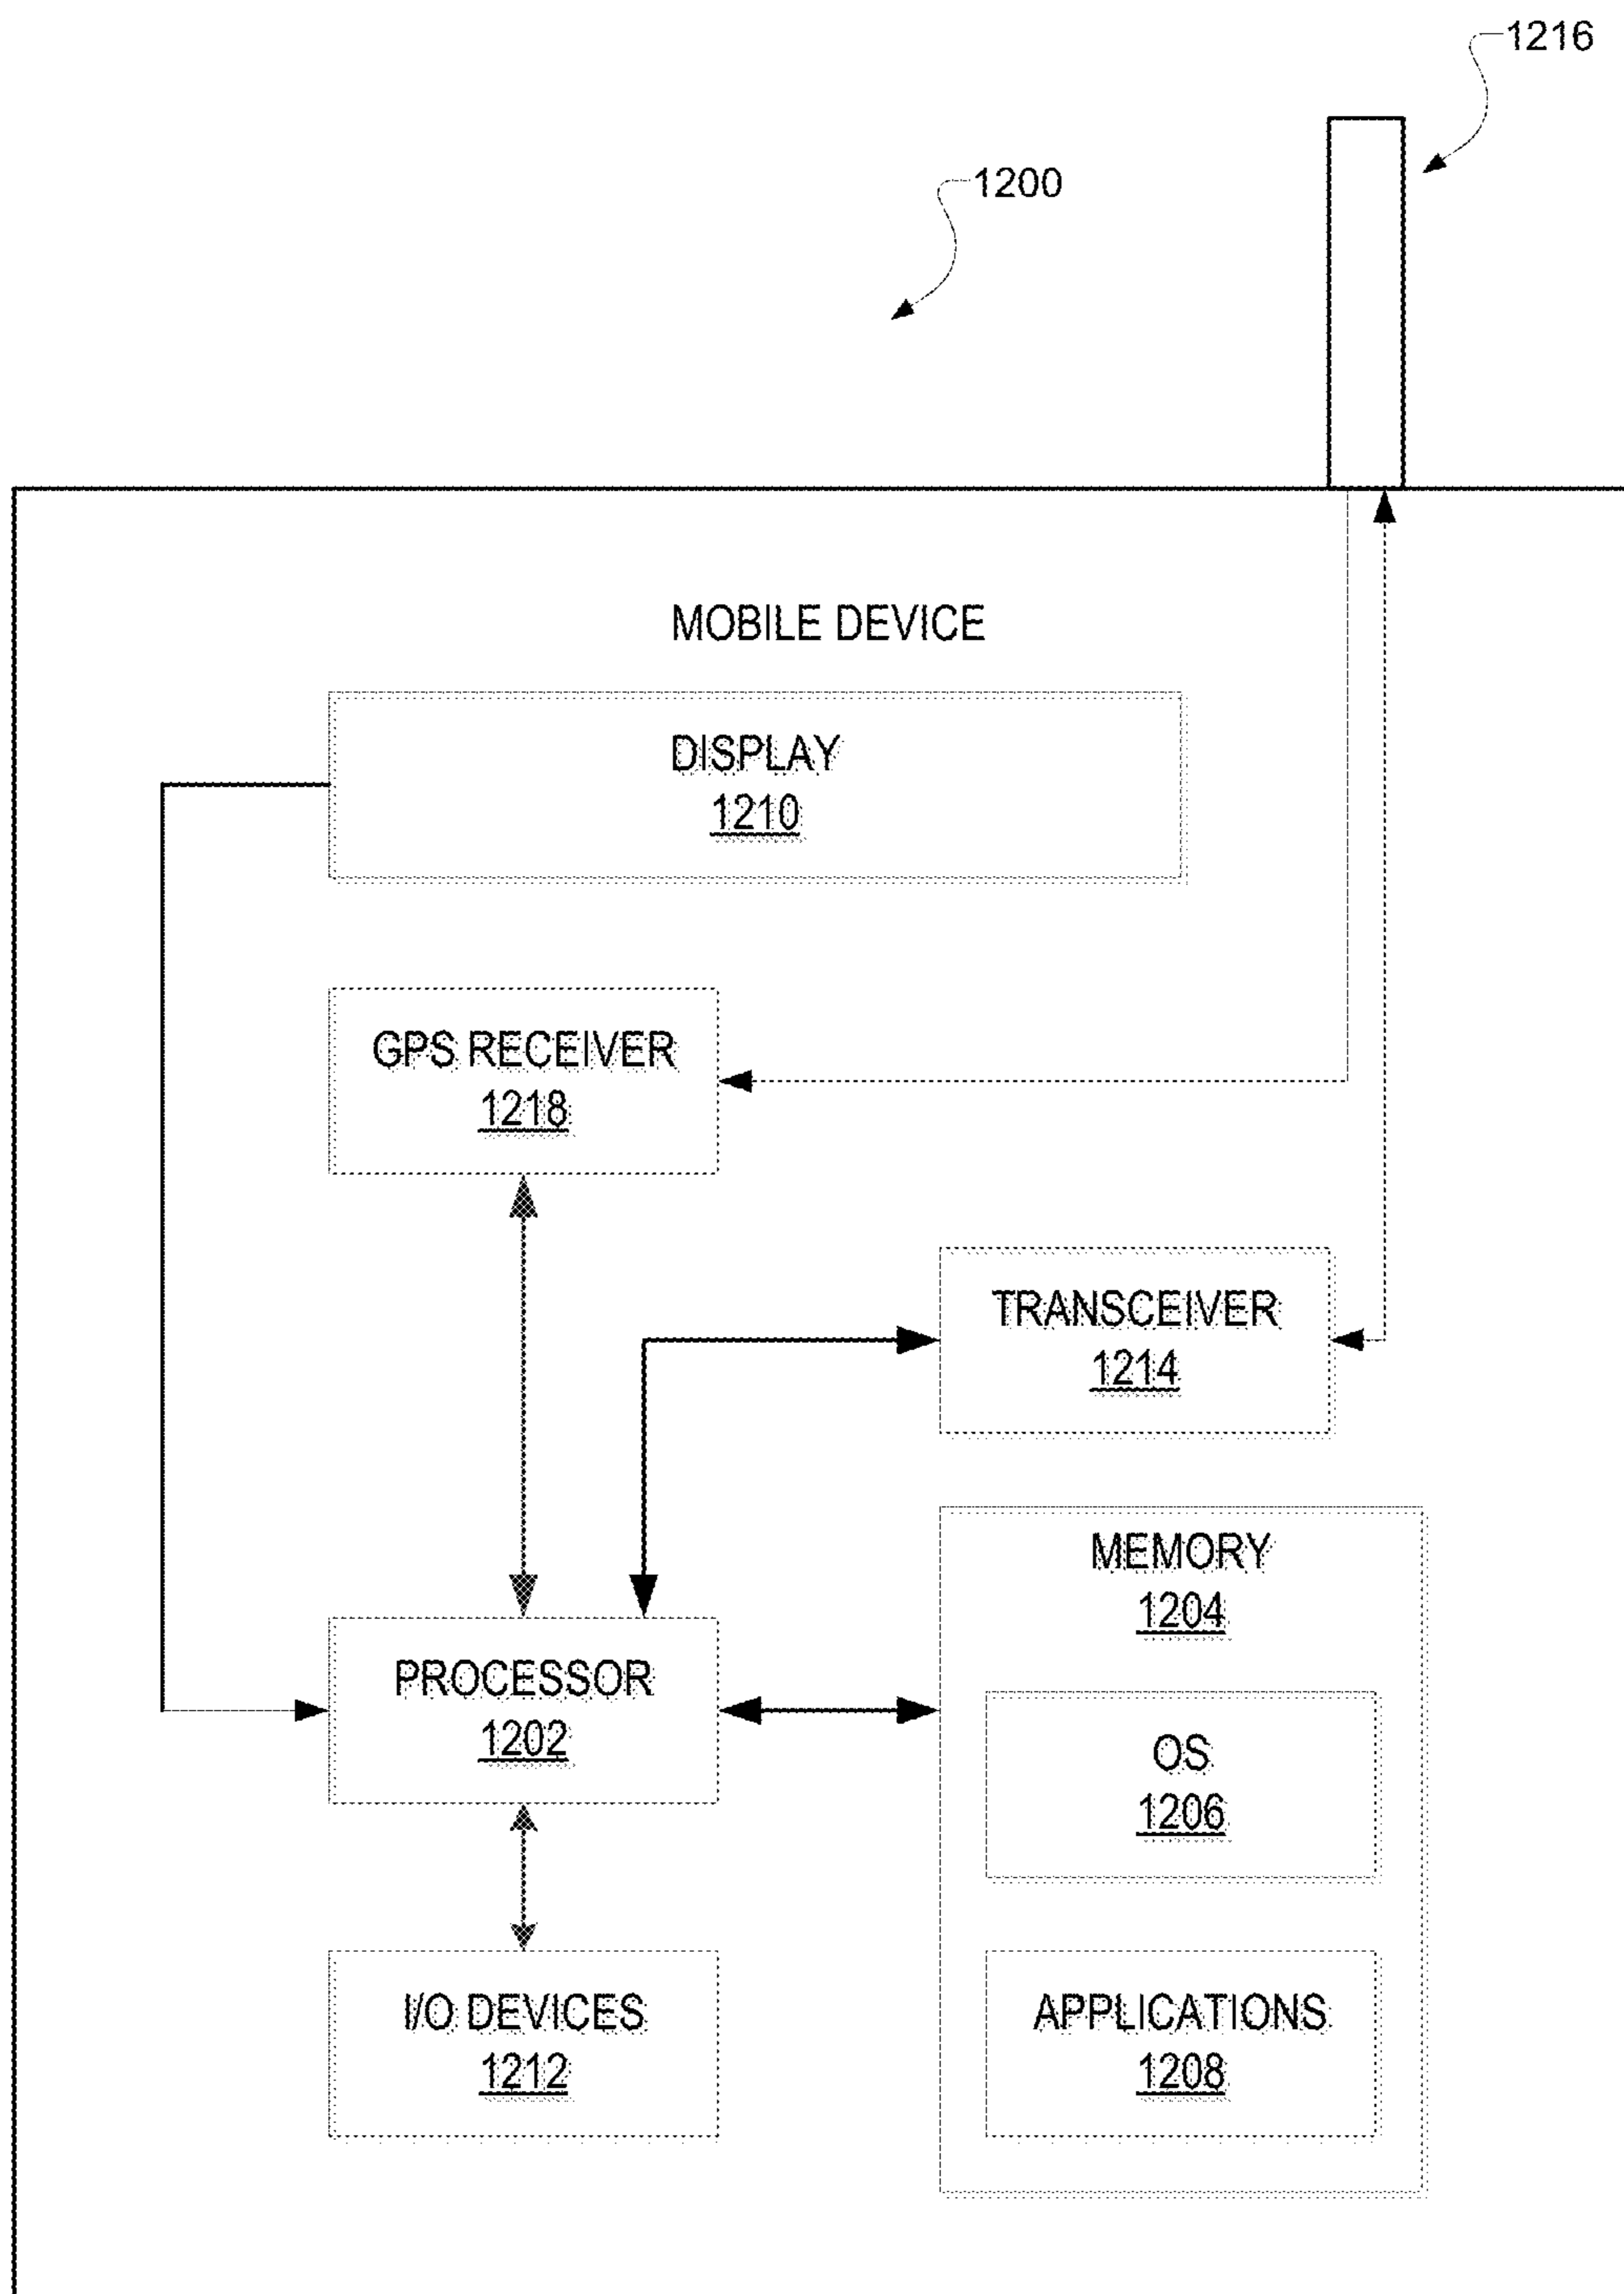 1216
1200
MOBILE DEVICE
DISPLAY
1210
GPS RECEIVER
1218
TRANSCEIVER
1214
MEMORY
1204
PROCESSOR
1202
OS
1206
I/O DEVICES
1212
APPLICATIONS
1208